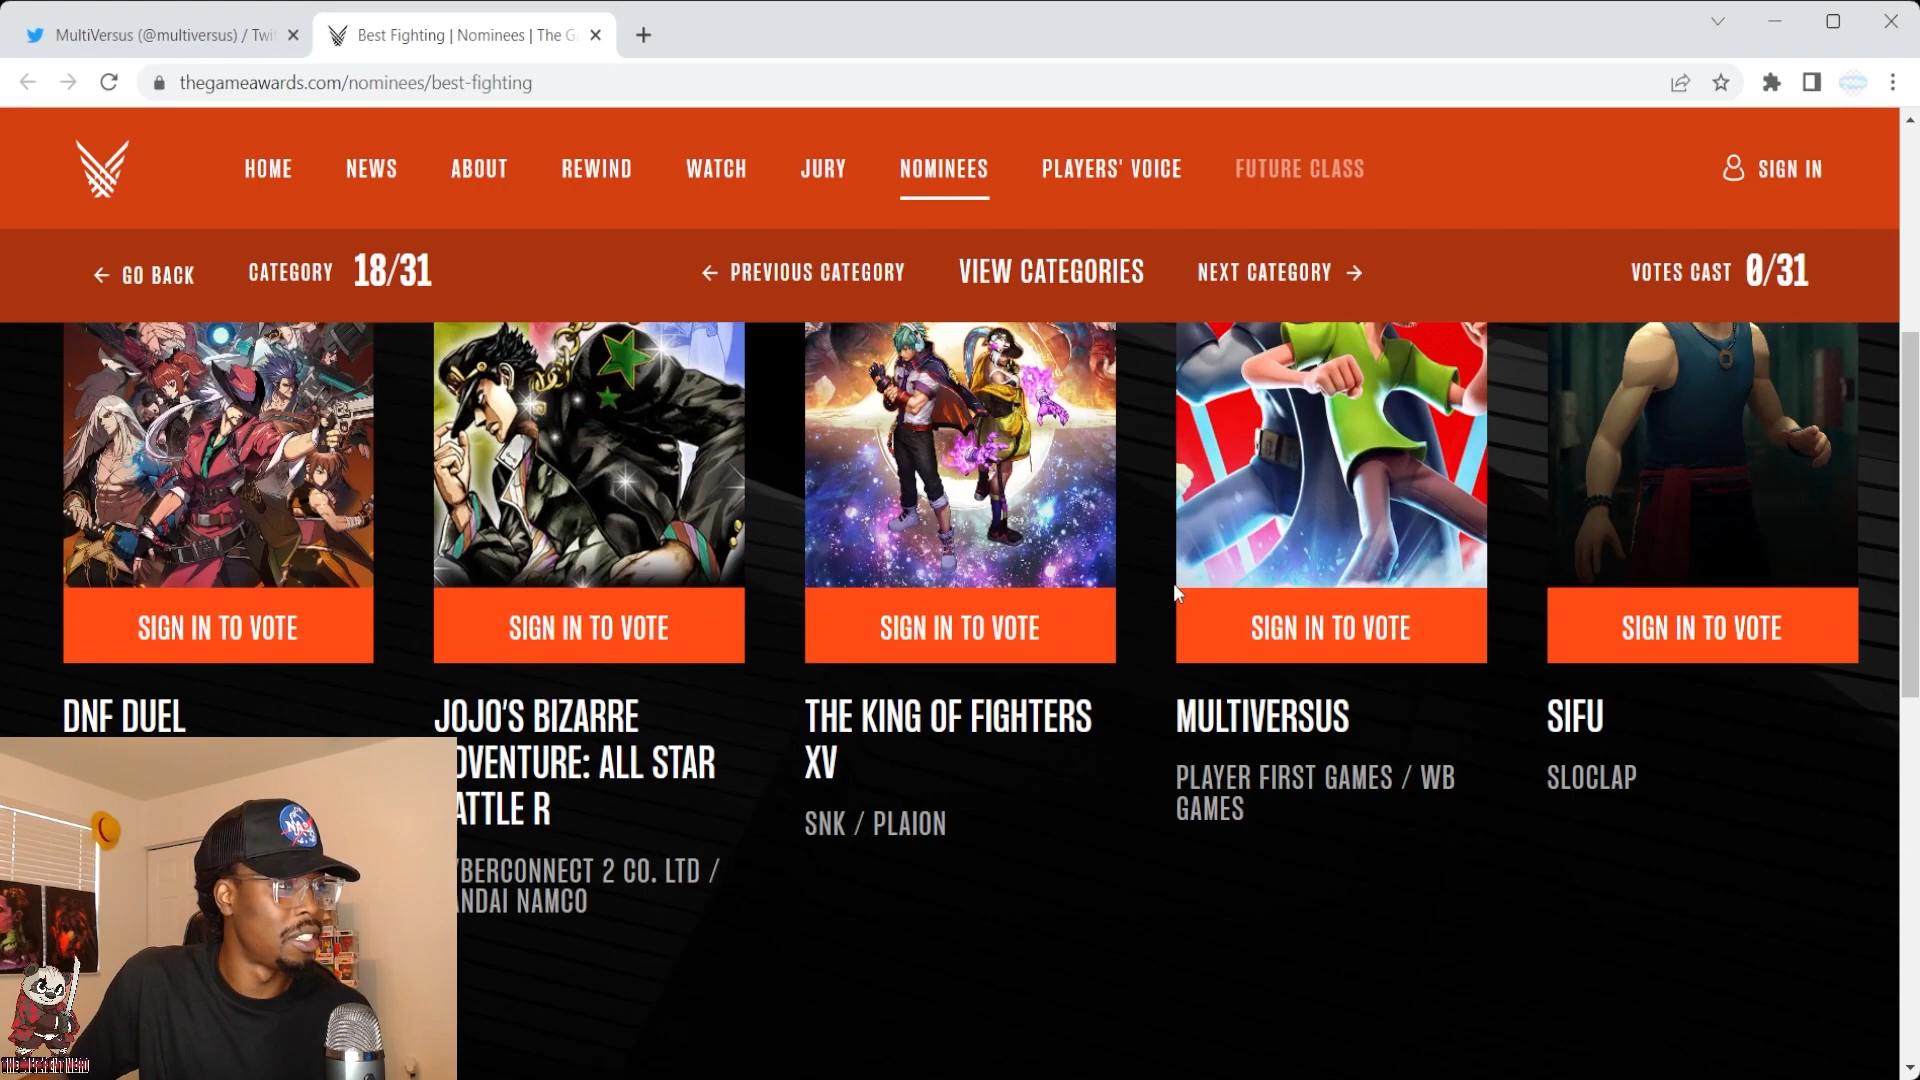 MultiVersus (@multiversus) / Twi
Best Fighting | Nominees | The G
thegameawards.com/nominees/best-fighting
HOME NEWS ABOUT REWIND WATCH JURY NOMINEES PLAYERS' VOICE FUTURE CLASS SIGN IN
← GO BACK CATEGORY 18/31 ← PREVIOUS CATEGORY VIEW CATEGORIES NEXT CATEGORY → VOTES CAST 0/31
SIGN IN TO VOTE
DNF DUEL
SIGN IN TO VOTE
JOJO'S BIZARRE
DVENTURE: ALL STAR
ATTLE R
YBERCONNECT 2 CO. LTD /
ANDAI NAMCO
SIGN IN TO VOTE
THE KING OF FIGHTERS
XV
SNK / PLAION
SIGN IN TO VOTE
MULTIVERSUS
PLAYER FIRST GAMES / WB
GAMES
SIGN IN TO VOTE
SIFU
SLOCLAP
NASA